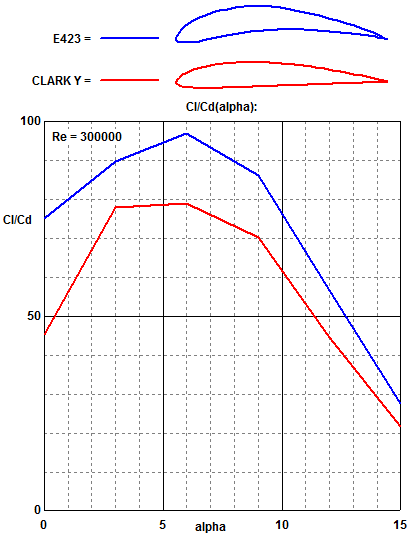 E423 =
CLARK Y =
Cl/Cd(alpha):
100
Re = 300000
Cl/Cd
50
0
0 5 10 15
alpha